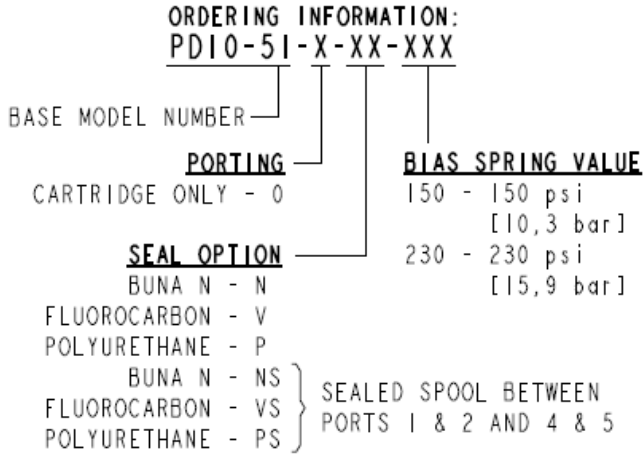 ORDERING INFORMATION:
PD10-51-X-XX-XXX
BASE MODEL NUMBER
PORTING
CARTRIDGE ONLY - 0
SEAL OPTION
BUNA N - N
FLUOROCARBON - V
POLYURETHANE - P
BUNA N - NS
FLUOROCARBON - VS
POLYURETHANE - PS
SEALED SPOOL BETWEEN
PORTS 1 & 2 AND 4 & 5
BIAS SPRING VALUE
150 - 150 psi
[10,3 bar]
230 - 230 psi
[15,9 bar]